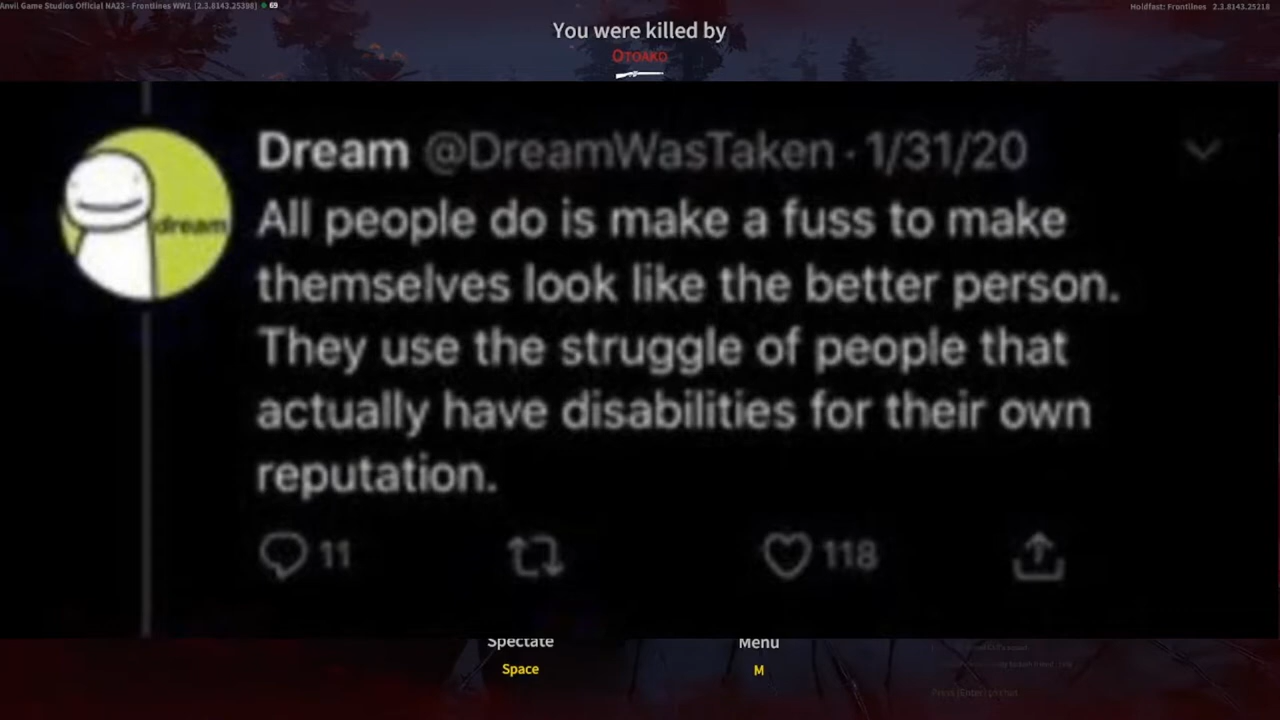 Anvil Game Studios Official NA23 - Frontlines WW1 [2.3.8143.25398] 69
Holdfast: Frontlines 2.3.8143.25218
You were killed by
Otoako
Dream @DreamWasTaken · 1/31/20
dream
All people do is make a fuss to make
themselves look like the better person.
They use the struggle of people that
actually have disabilities for their own
reputation.
11
118
Spectate
Menu
Space
M